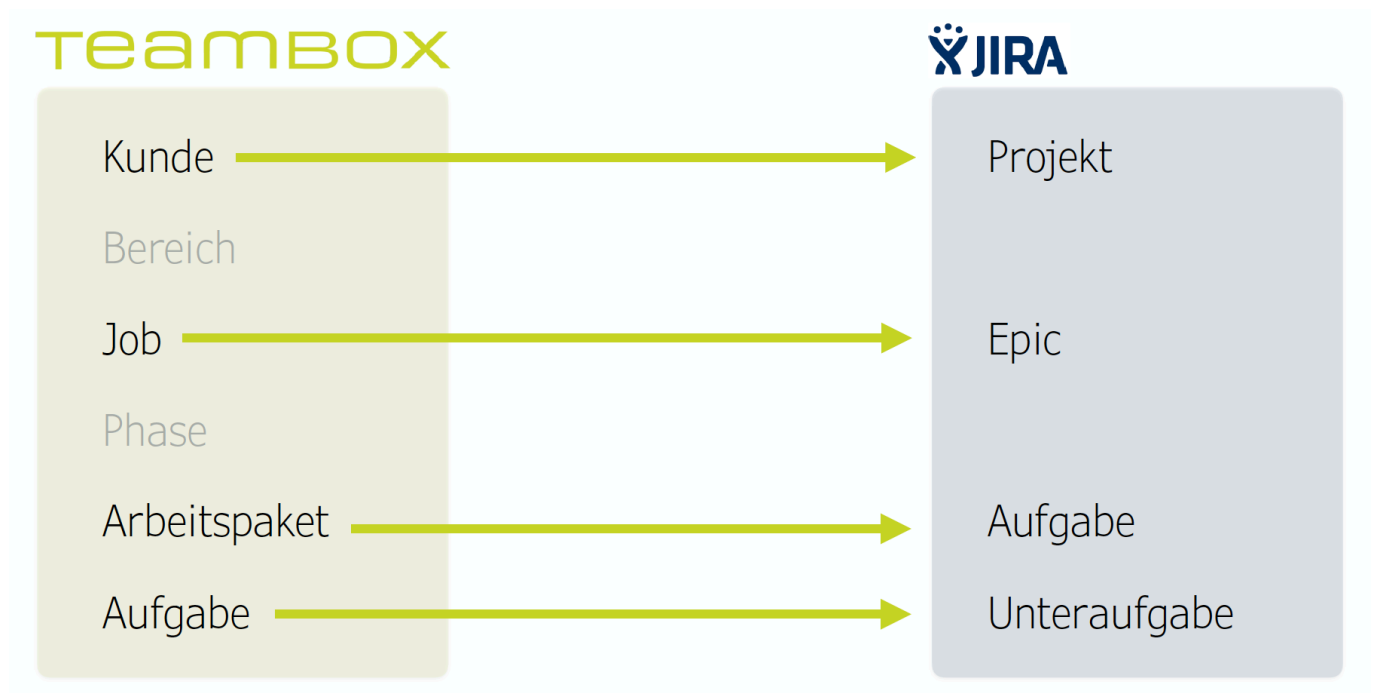 TEAMBOX
JIRA
Kunde
Projekt
Bereich
Job
Epic
Phase
Arbeitspaket
Aufgabe
Aufgabe
Unteraufgabe